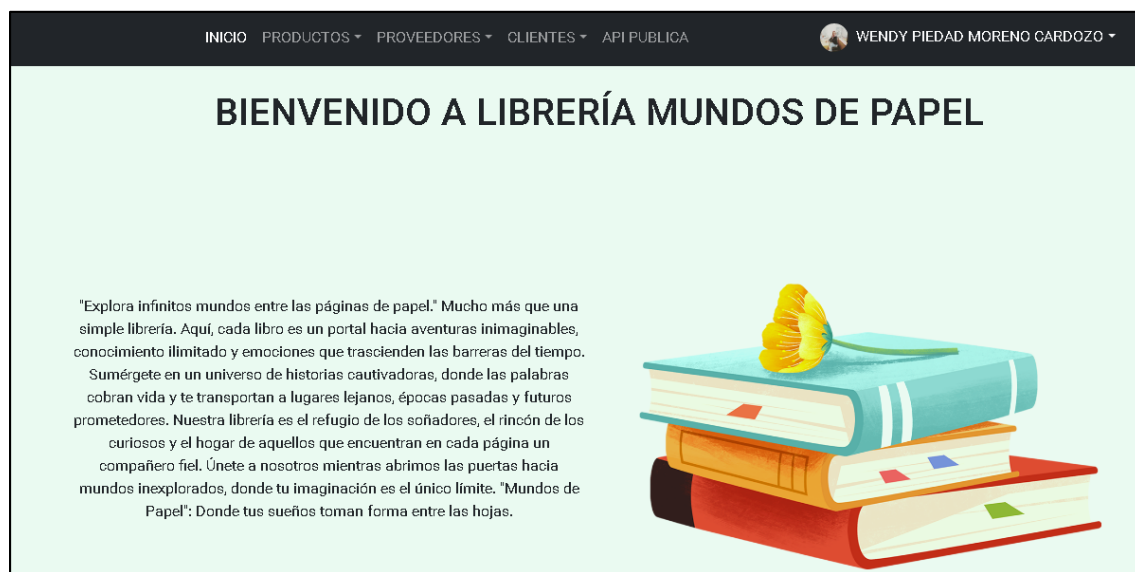 INICIO PRODUCTOS PROVEEDORES CLIENTES API PUBLICA WENDY PIEDAD MORENO CARDOZO
BIENVENIDO A LIBRERÍA MUNDOS DE PAPEL
"Explora infinitos mundos entre las páginas de papel." Mucho más que una
simple librería. Aquí, cada libro es un portal hacia aventuras inimaginables,
conocimiento ilimitado y emociones que trascienden las barreras del tiempo.
Sumérgete en un universo de historias cautivadoras, donde las palabras
cobran vida y te transportan a lugares lejanos, épocas pasadas y futuros
prometedores. Nuestra librería es el refugio de los soñadores, el rincón de los
curiosos y el hogar de aquellos que encuentran en cada página un
compañero fiel. Únete a nosotros mientras abrimos las puertas hacia
mundos inexplorados, donde tu imaginación es el único límite. "Mundos de
Papel": Donde tus sueños toman forma entre las hojas.